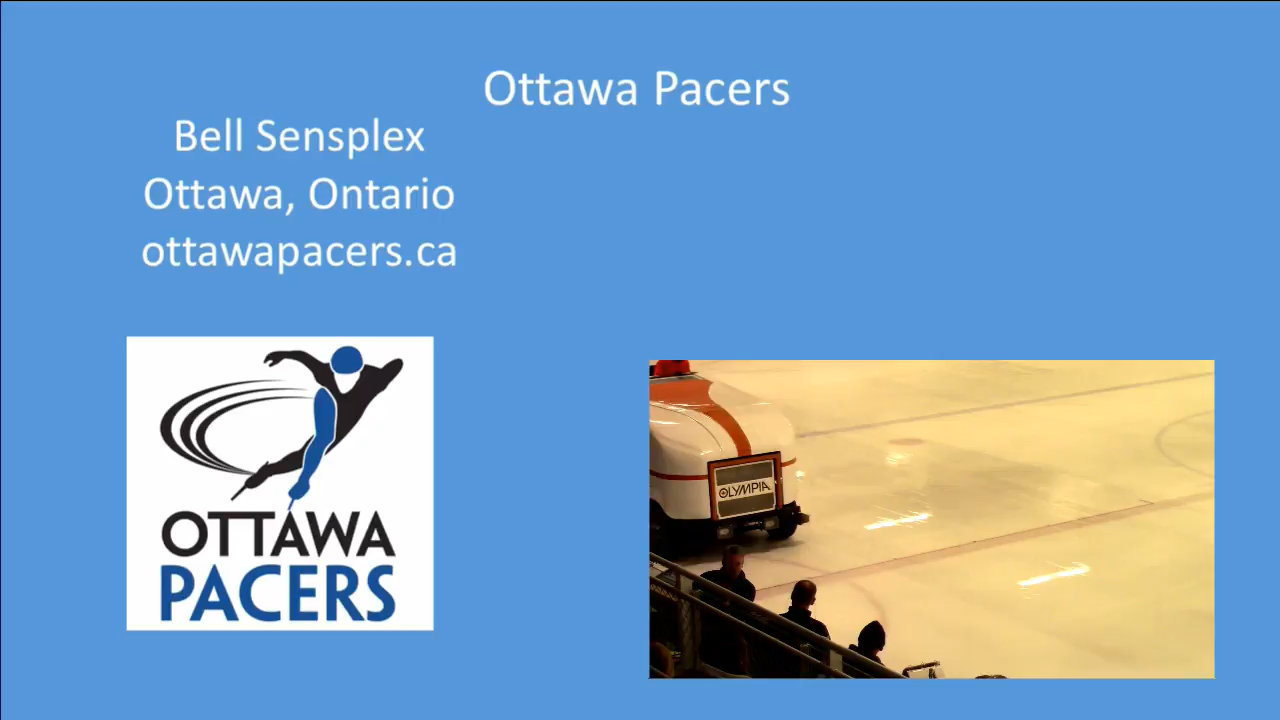 Ottawa Pacers
Bell Sensplex
Ottawa, Ontario
ottawapacers.ca
OTTAWA
PACERS
OLYMPIA